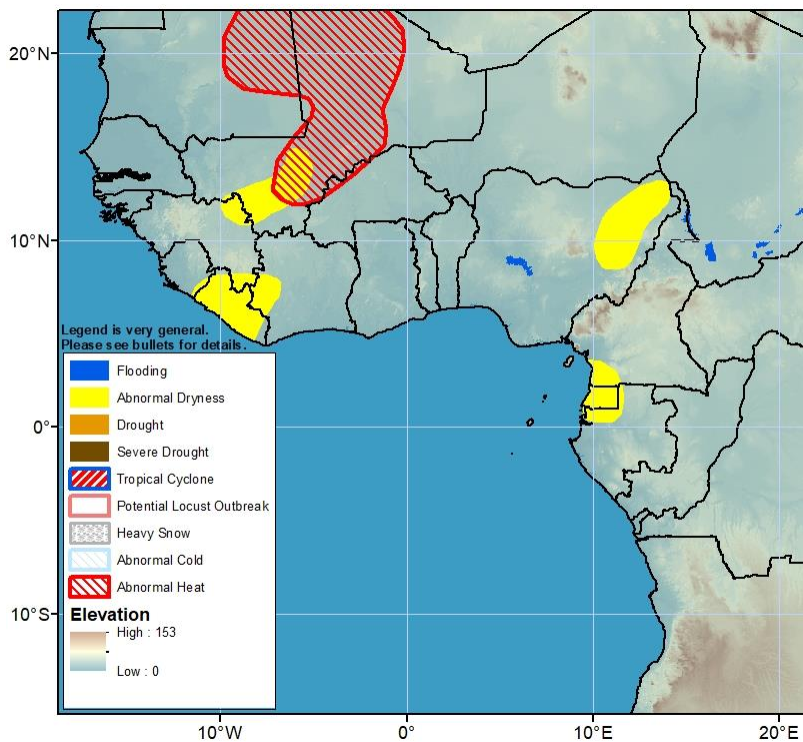 20°N
10°N
0°
10°S
Legend is very general.
Please see bullets for details.
Flooding
Abnormal Dryness
Drought
Severe Drought
Tropical Cyclone
Potential Locust Outbreak
Heavy Snow
Abnormal Cold
Abnormal Heat
Elevation
High : 153
Low : 0
10°W
0°
10°E
20°E